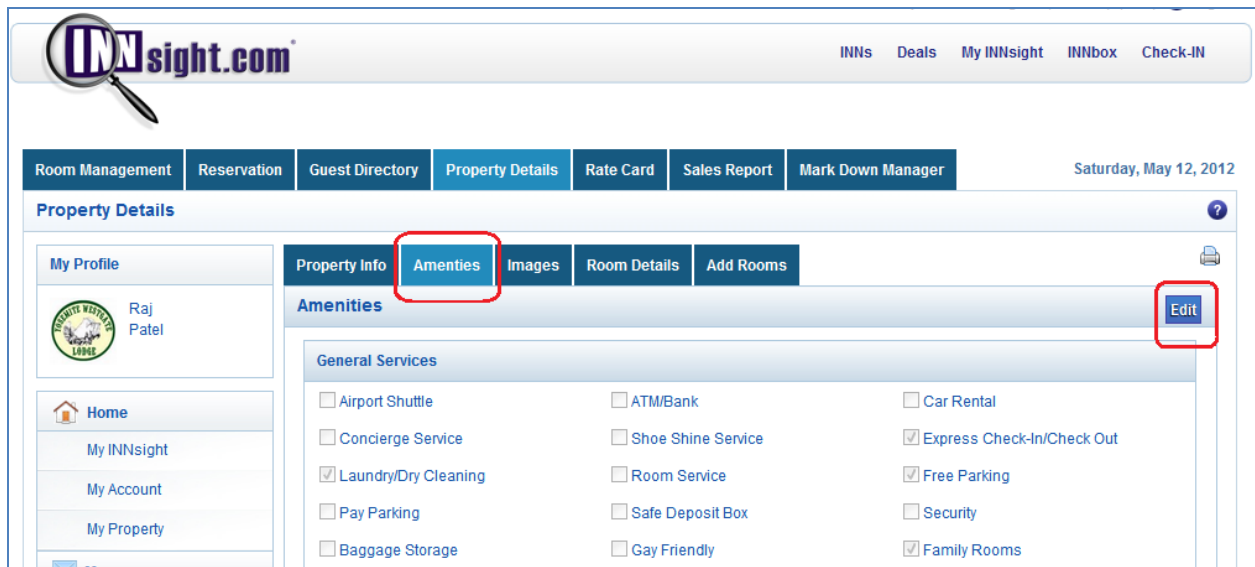 INNsight.com
INNs Deals My INNsight INNbox Check-IN
Room Management Reservation Guest Directory Property Details Rate Card Sales Report Mark Down Manager Saturday, May 12, 2012
Property Details ?
My Profile
Property Info Amenties Images Room Details Add Rooms
Raj
Patel
YOSEMITE WESTGATE
LODGE
Amenities Edit
General Services
Airport Shuttle ATM/Bank Car Rental
Concierge Service Shoe Shine Service Express Check-In/Check Out
Laundry/Dry Cleaning Room Service Free Parking
Pay Parking Safe Deposit Box Security
Baggage Storage Gay Friendly Family Rooms
Home
My INNsight
My Account
My Property